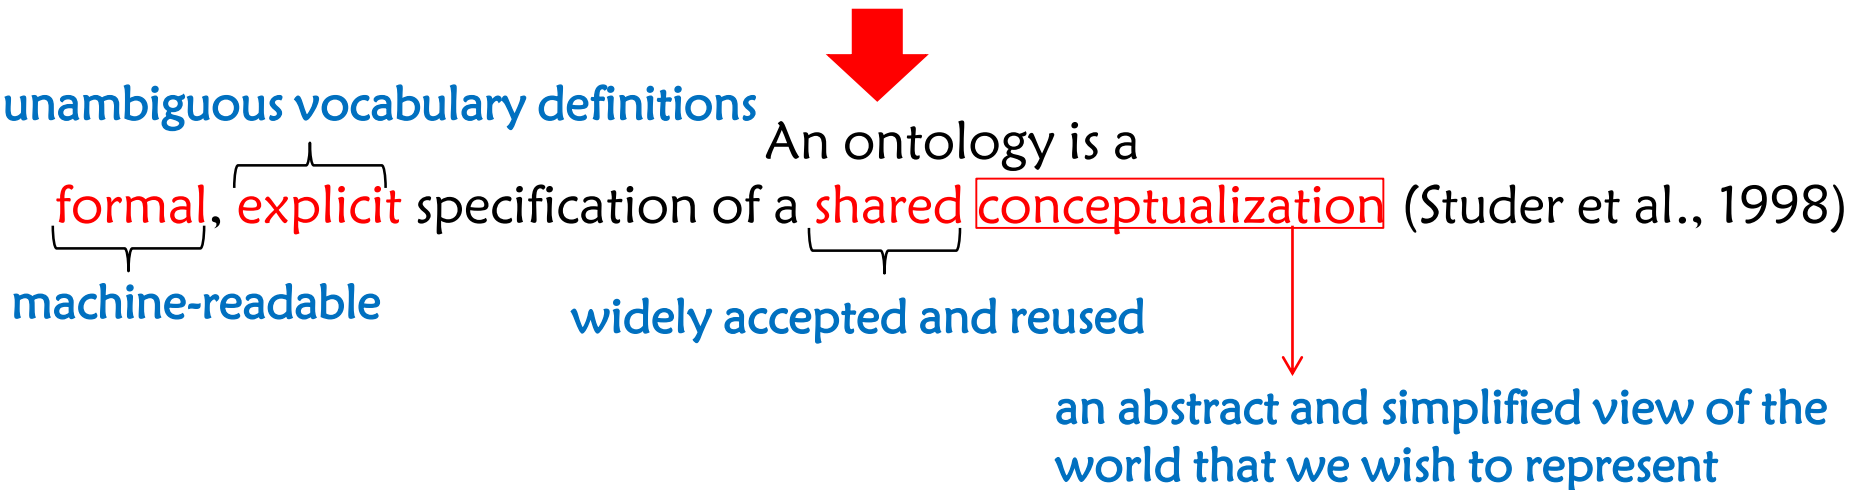 unambiguous vocabulary definitions
An ontology is a
formal, explicit specification of a shared conceptualization (Studer et al., 1998)
machine-readable
widely accepted and reused
an abstract and simplified view of the
world that we wish to represent